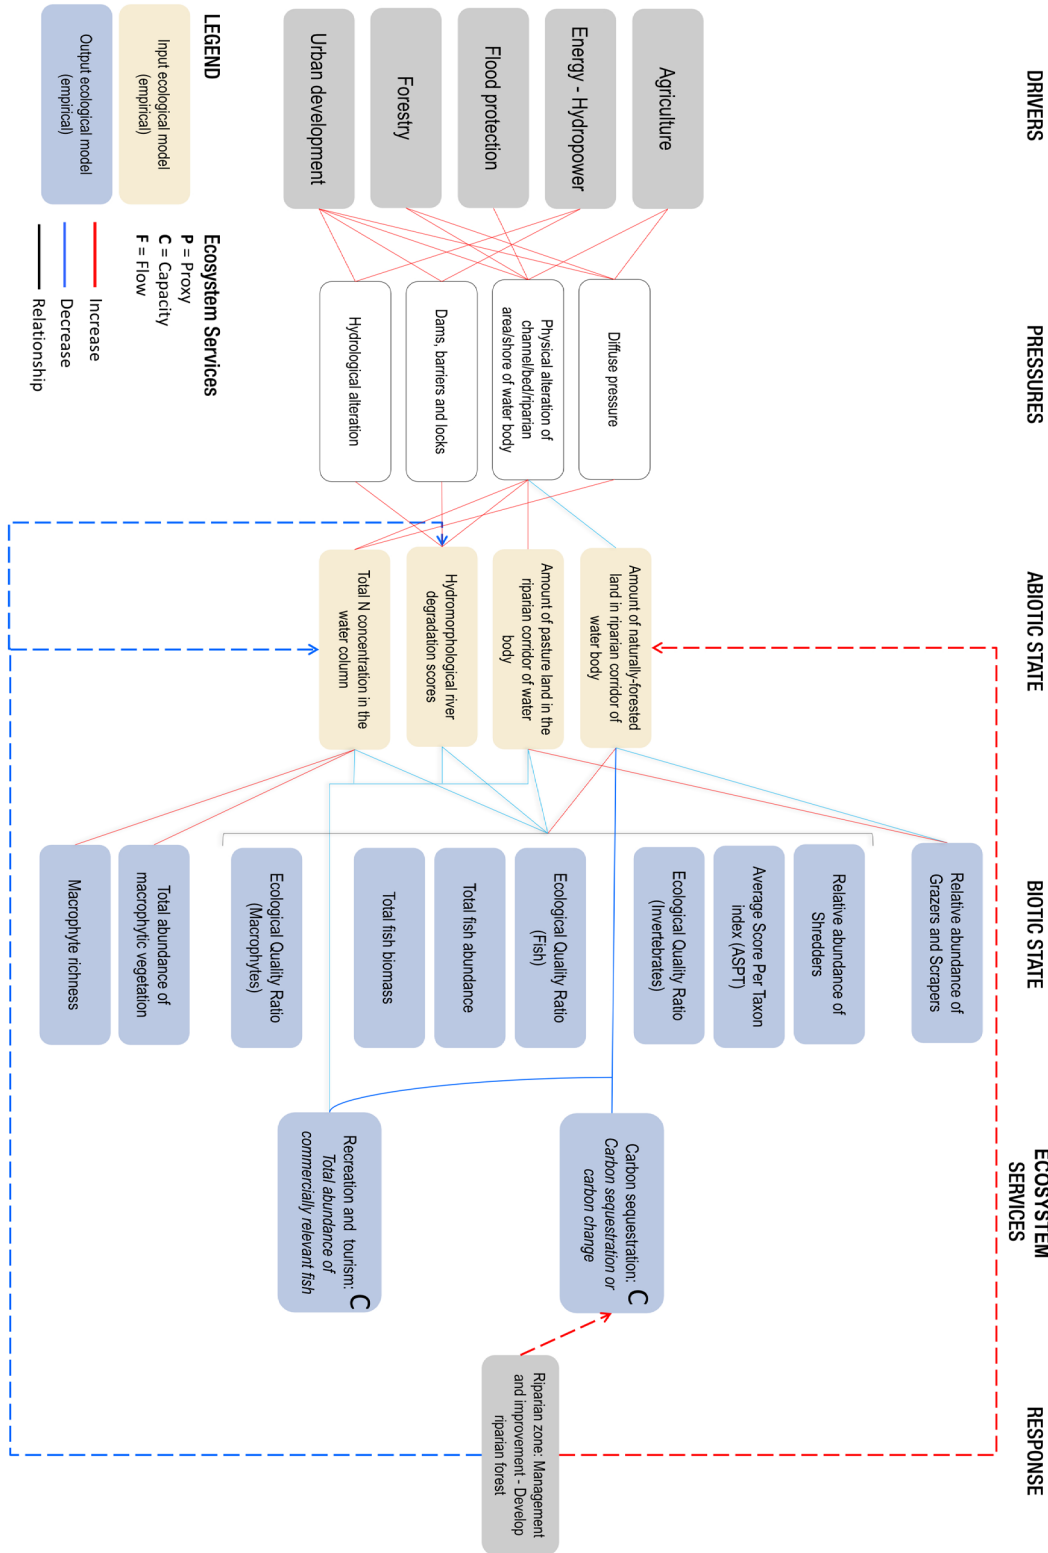 DRIVERS
PRESSURES
ABIOTIC STATE
BIOTIC STATE
ECOSYSTEM
SERVICES
RESPONSE
Agriculture
Energy - Hydropower
Flood protection
Forestry
Urban development
Diffuse pressure
Physical alteration of
channel/bed/riparian
area/shore of water body
Dams, barriers and locks
Hydrological alteration
Amount of naturally-forested
land in riparian corridor of
water body
Amount of pasture land in the
riparian corridor of water
body
Hydromorphological river
degradation scores
Total N concentration in the
water column
Relative abundance of
Grazers and Scrapers
Relative abundance of
Shredders
Average Score Per Taxon
index (ASPT)
Ecological Quality Ratio
(Invertebrates)
Ecological Quality Ratio
(Fish)
Total fish abundance
Total fish biomass
Ecological Quality Ratio
(Macrophytes)
Total abundance of
macrophytic vegetation
Macrophyte richness
Carbon sequestration: C
Carbon sequestration or
carbon change
Recreation and tourism: C
Total abundance of
commercially relevant fish
Riparian zone: Management
and improvement - Develop
riparian forest
LEGEND
Input ecological model
(empirical)
Output ecological model
(empirical)
Ecosystem Services
P = Proxy
C = Capacity
F = Flow
Increase
Decrease
Relationship